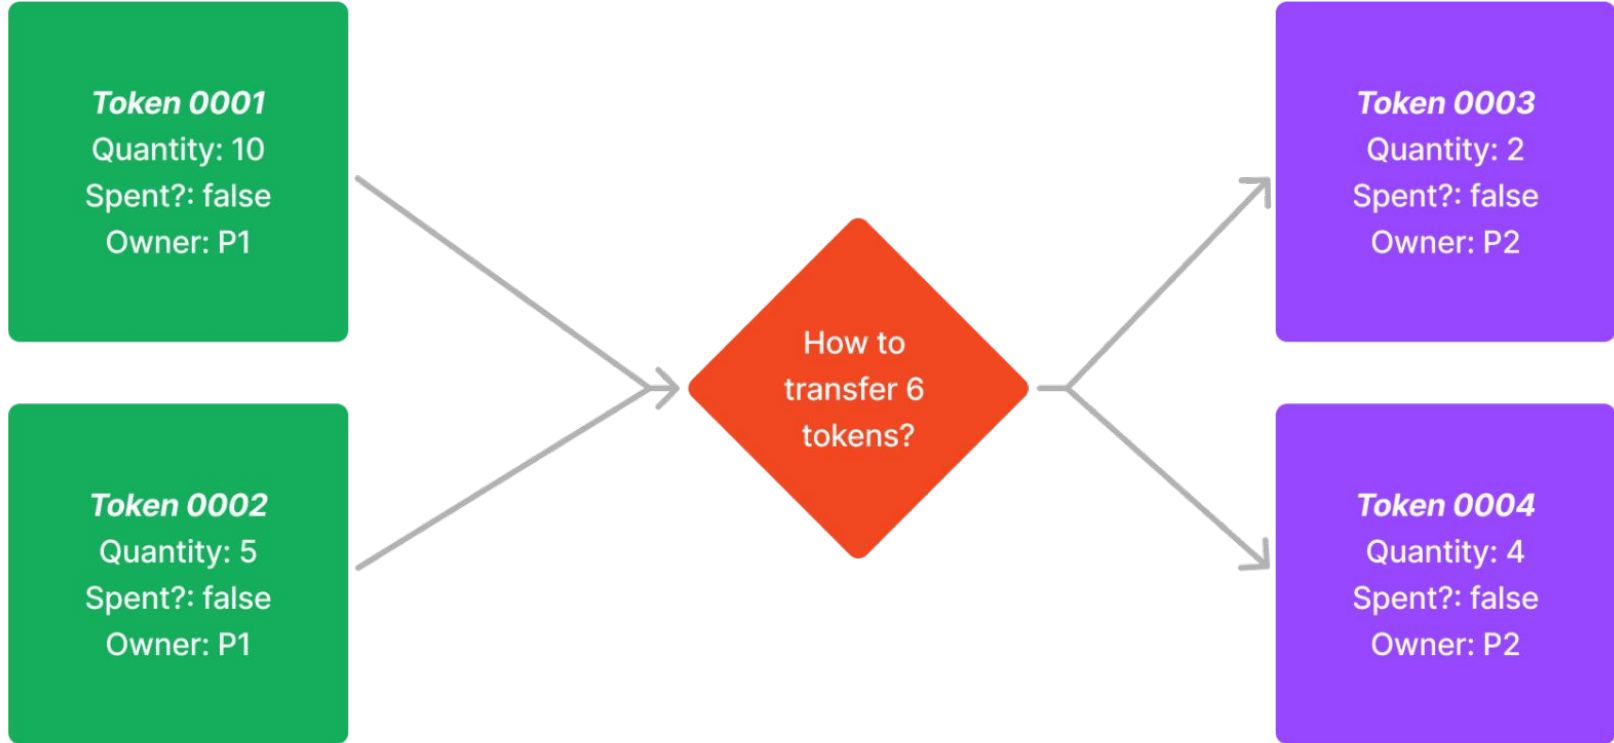 Token 0001
Quantity: 10
Spent?: false
Owner: P1
Token 0002
Quantity: 5
Spent?: false
Owner: P1
How to
transfer 6
tokens?
Token 0003
Quantity: 2
Spent?: false
Owner: P2
Token 0004
Quantity: 4
Spent?: false
Owner: P2